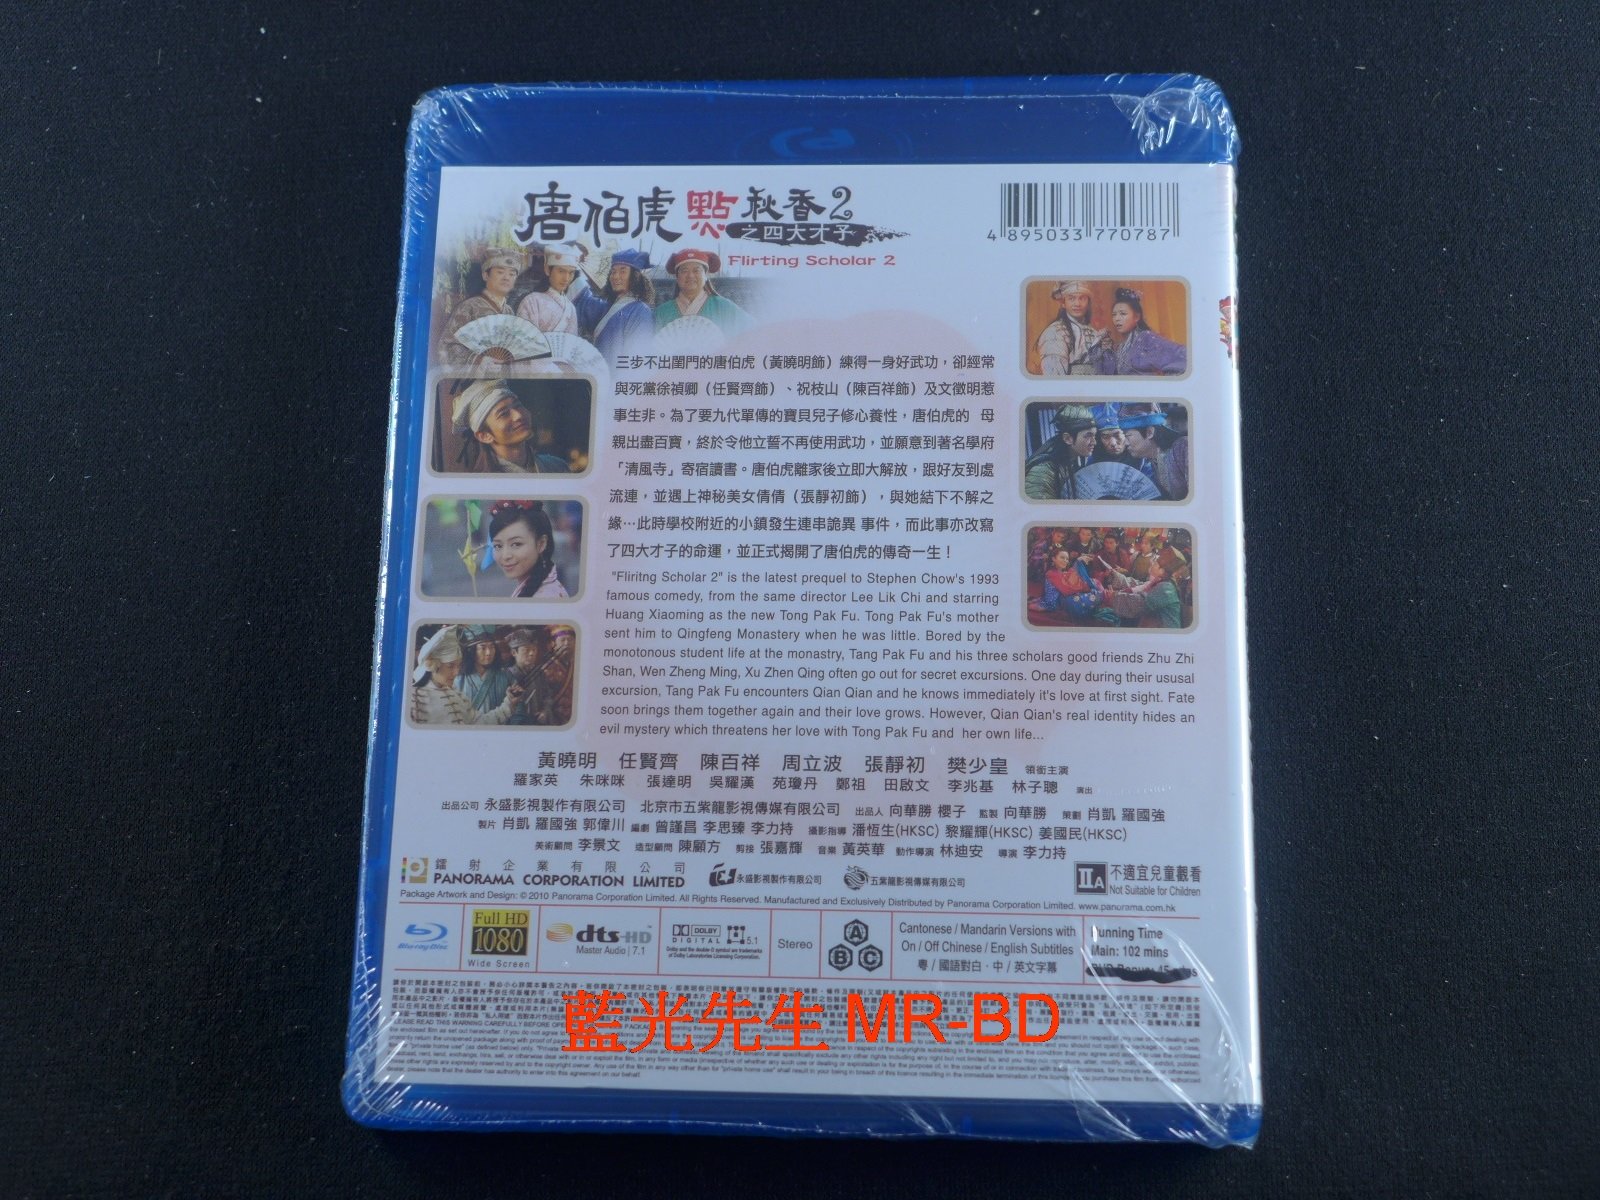 唐伯虎點秋香2
之四大才子
Flirting Scholar 2
4 895033 770787
三步不出閨門的唐伯虎（黃曉明飾）練得一身好武功，卻經常
與死黨徐禎卿（任賢齊飾）、祝枝山（陳百祥飾）及文徵明惹
事生非。為了要九代單傳的寶貝兒子修心養性，唐伯虎的 母
親出盡百寶，終於令他立誓不再使用武功，並願意到著名學府
「清風寺」寄宿讀書。唐伯虎離家後立即大解放，跟好友到處
流連，並遇上神秘美女倩倩（張靜初飾），與她結下不解之
緣…此時學校附近的小鎮發生連串詭異 事件，而此事亦改寫
了四大才子的命運，並正式揭開了唐伯虎的傳奇一生！
"Fliritng Scholar 2" is the latest prequel to Stephen Chow's 1993
famous comedy, from the same director Lee Lik Chi and starring
Huang Xiaoming as the new Tong Pak Fu. Tong Pak Fu's mother
sent him to Qingfeng Monastery when he was little. Bored by the
monotonous student life at the monastry, Tang Pak Fu and his three scholars good friends Zhu Zhi
Shan, Wen Zheng Ming, Xu Zhen Qing often go out for secret excursions. One day during their ususal
excursion, Tang Pak Fu encounters Qian Qian and he knows immediately it's love at first sight. Fate
soon brings them together again and their love grows. However, Qian Qian's real identity hides an
evil mystery which threatens her love with Tong Pak Fu and her own life...
黃曉明 任賢齊 陳百祥 周立波 張靜初 樊少皇 領銜主演
羅家英 朱咪咪 張達明 吳耀漢 苑瓊丹 鄭祖 田啟文 李兆基 林子聰 演出
出品公司 永盛影視製作有限公司 北京市五紫龍影視傳媒有限公司 出品人 向華勝 櫻子 監製 向華勝 策劃 肖凱 羅國強
製片 肖凱 羅國強 郭偉川 編劇 曾謹昌 李思臻 李力持 攝影指導 潘恆生(HKSC) 黎耀輝(HKSC) 姜國民(HKSC)
美術顧問 李景文 造型顧問 陳顧方 剪接 張嘉輝 音樂 黃英華 動作導演 林迪安 導演 李力持
鐳射企業有限公司
PANORAMA CORPORATION LIMITED
永盛影視製作有限公司
五紫龍影視傳媒有限公司
IIA 不適宜兒童觀看
Not Suitable for Children
Package Artwork and Design: © 2010 Panorama Corporation Limited. All Rights Reserved. Manufactured and Exclusively Distributed by Panorama Corporation Limited. www.panorama.com.hk
Blu-ray Disc
Full HD
1080
Wide Screen
dts-HD
Master Audio | 7.1
DOLBY
DIGITAL 5.1
Stereo
A
B C
Cantonese / Mandarin Versions with
On / Off Chinese / English Subtitles
粵 / 國語對白．中 / 英文字幕
Running Time
Main: 102 mins
藍光先生 MR-BD